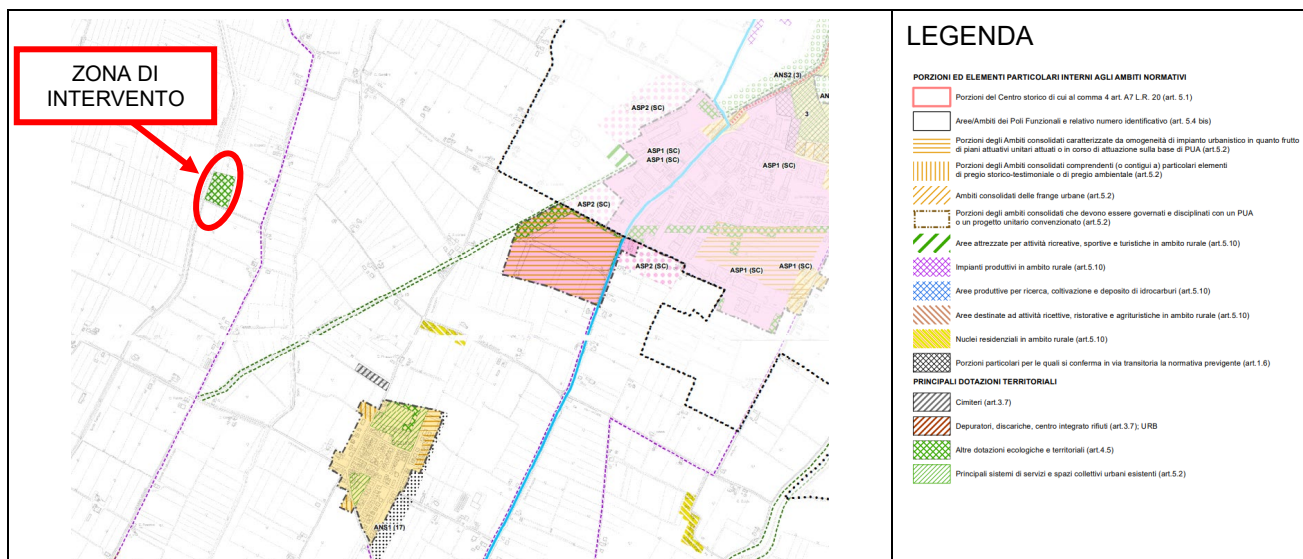 ZONA DI
INTERVENTO
ANS2 (3)
AN
3
ASP2 (SC)
ASP1 (SC)
ASP1 (SC)
ASP2 (SC)
ASP2 (SC)
ASP1 (SC)
ASP1 (SC)
ANS1 (17)
LEGENDA
PORZIONI ED ELEMENTI PARTICOLARI INTERNI AGLI AMBITI NORMATIVI
Porzioni del Centro storico di cui al comma 4 art. A7 L.R. 20 (art. 5.1)
Aree/Ambiti dei Poli Funzionali e relativo numero identificativo (art. 5.4 bis)
Porzioni degli Ambiti consolidati caratterizzate da omogeneità di impianto urbanistico in quanto frutto
di piani attuativi unitari attuati o in corso di attuazione sulla base di PUA (art.5.2)
Porzioni degli Ambiti consolidati comprendenti (o contigui a) particolari elementi
di pregio storico-testimoniale o di pregio ambientale (art.5.2)
Ambiti consolidati delle frange urbane (art.5.2)
Porzioni degli ambiti consolidati che devono essere governati e disciplinati con un PUA
o un progetto unitario convenzionato (art.5.2)
Aree attrezzate per attività ricreative, sportive e turistiche in ambito rurale (art.5.10)
Impianti produttivi in ambito rurale (art.5.10)
Aree produttive per ricerca, coltivazione e deposito di idrocarburi (art.5.10)
Aree destinate ad attività ricettive, ristorative e agrituristiche in ambito rurale (art.5.10)
Nuclei residenziali in ambito rurale (art.5.10)
Porzioni particolari per le quali si conferma in via transitoria la normativa previgente (art.1.6)
PRINCIPALI DOTAZIONI TERRITORIALI
Cimiteri (art.3.7)
Depuratori, discariche, centro integrato rifiuti (art.3.7); URB
Altre dotazioni ecologiche e territoriali (art.4.5)
Principali sistemi di servizi e spazi collettivi urbani esistenti (art.5.2)